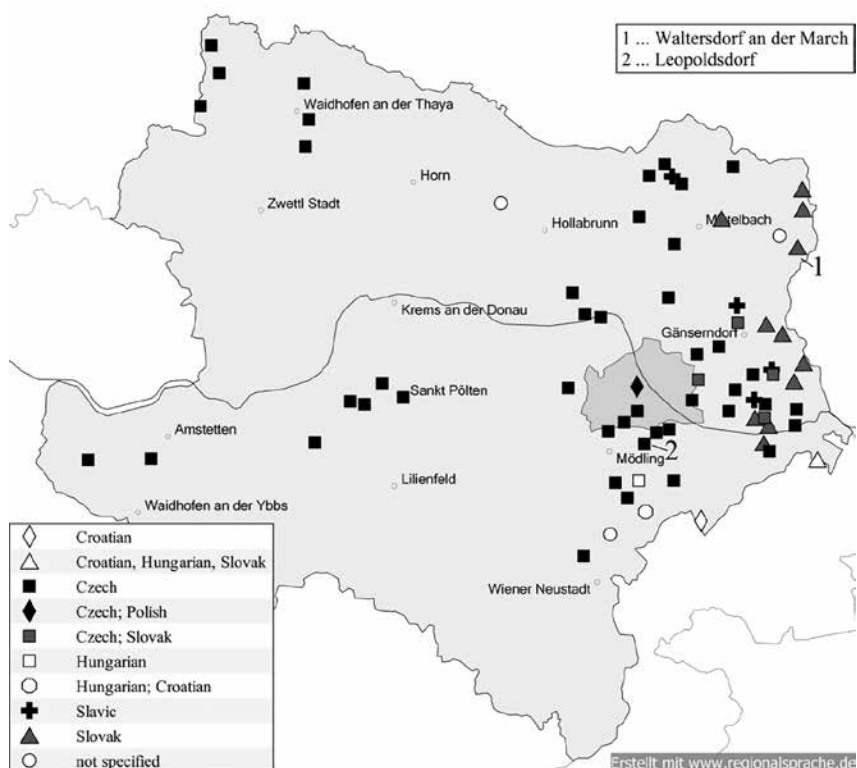 1 ... Waltersdorf an der March
2 ... Leopoldsdorf
Waidhofen an der Thaya
Horn
Zwettl Stadt
Hollabrunn
Mistelbach
1
Krems an der Donau
Gänserndorf
Sankt Pölten
Amstetten
2
Mödling
Lilienfeld
Waidhofen an der Ybbs
Wiener Neustadt
Croatian
Croatian, Hungarian, Slovak
Czech
Czech; Polish
Czech; Slovak
Hungarian
Hungarian; Croatian
Slavic
Slovak
not specified
Erstellt mit www.regionalsprache.de